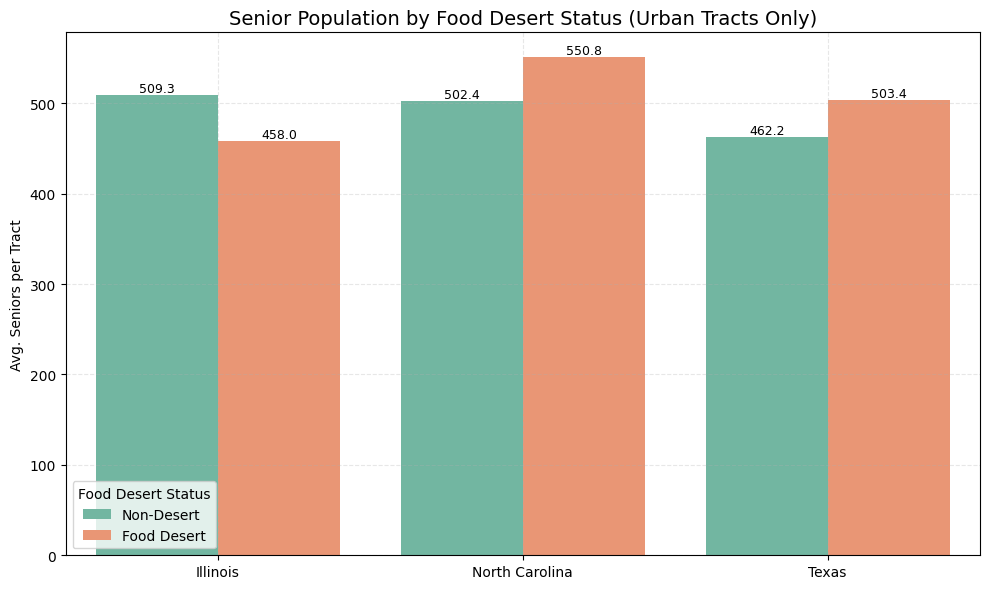 Senior Population by Food Desert Status (Urban Tracts Only)
Avg. Seniors per Tract
500
400
300
200
100
0
509.3
458.0
502.4
550.8
462.2
503.4
Food Desert Status
Non-Desert
Food Desert
Illinois
North Carolina
Texas